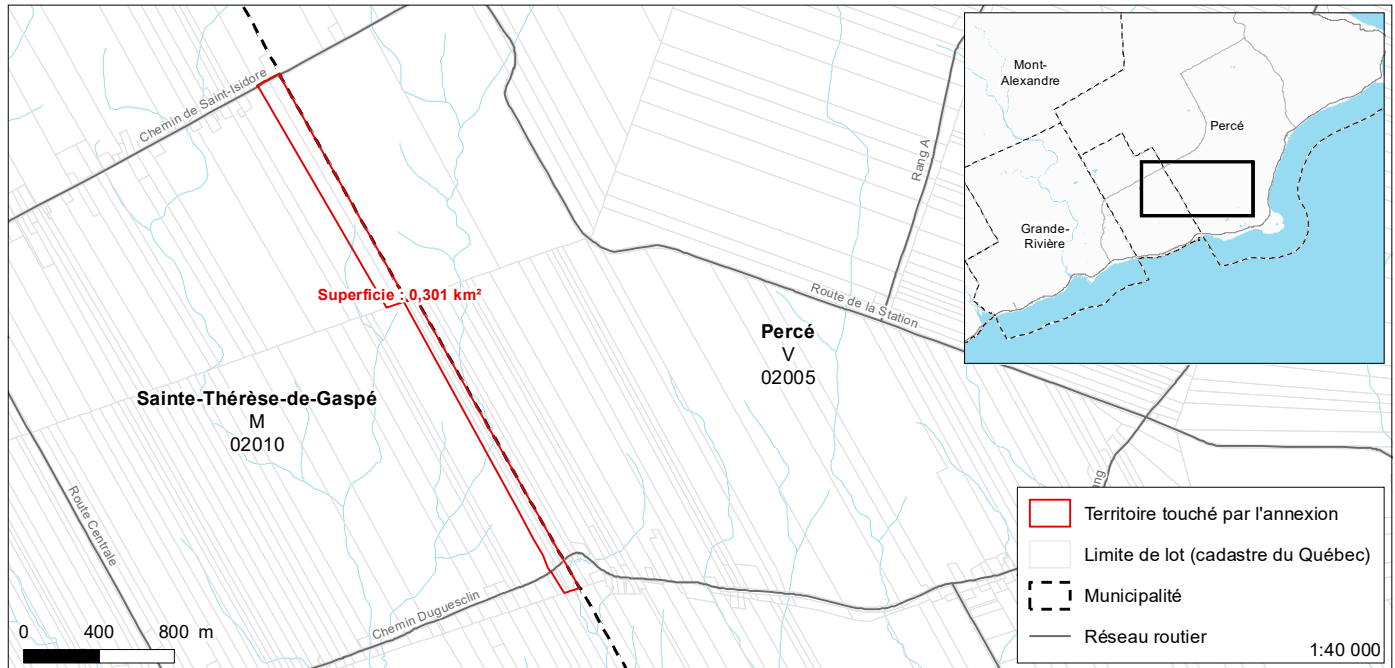 Chemin de Saint-Isidore
Rang A
Route de la Station
Superficie : 0,301 km²
Percé
V
02005
Sainte-Thérèse-de-Gaspé
M
02010
Route Centrale
Chemin Duguesclin
0 400 800 m
Mont-
Alexandre
Percé
Grande-
Rivière
Territoire touché par l'annexion
Limite de lot (cadastre du Québec)
Municipalité
Réseau routier
1:40 000